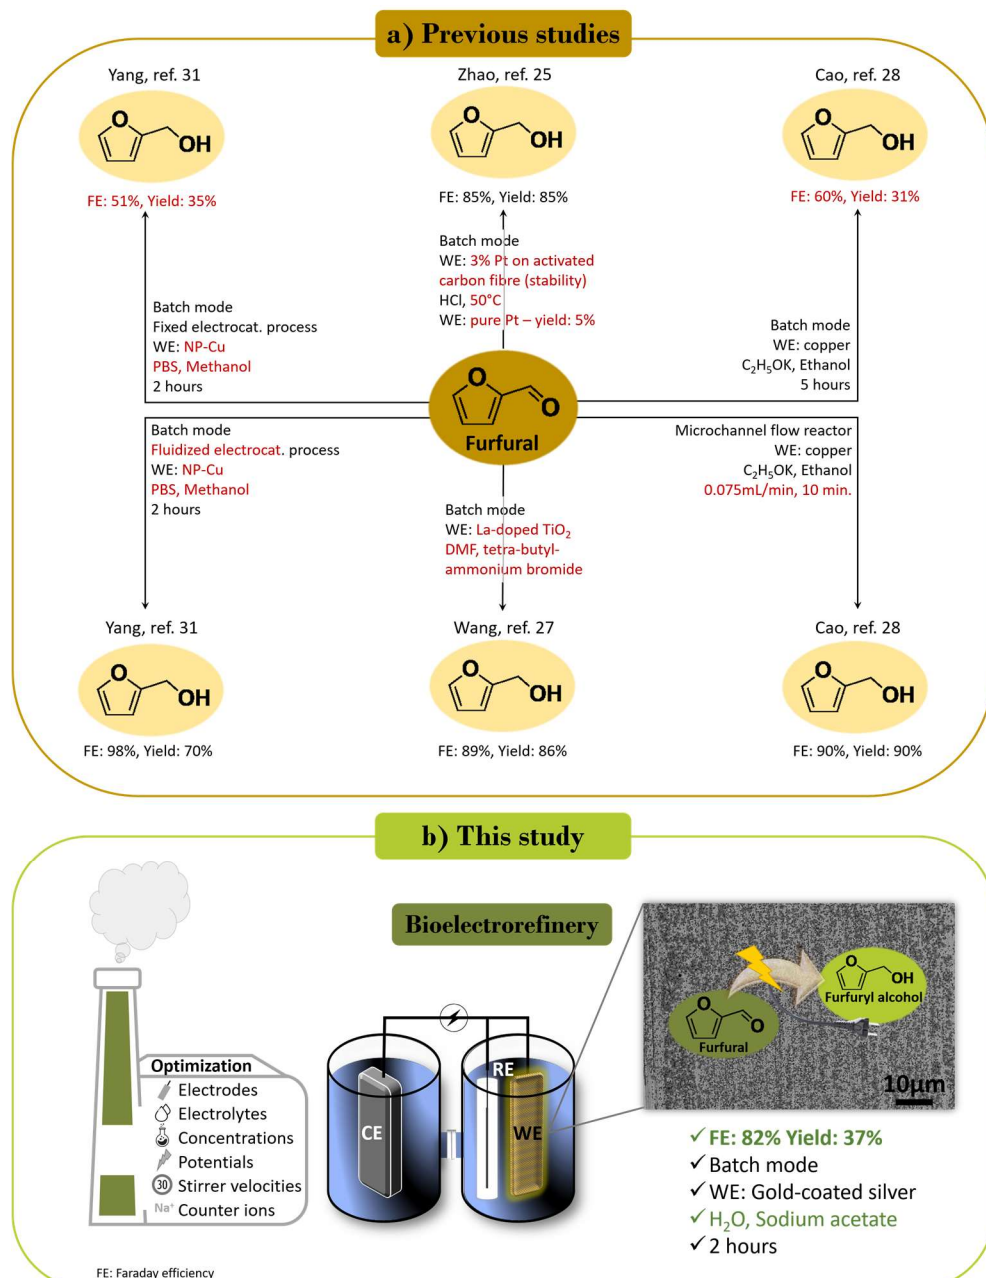 a) Previous studies
Yang, ref. 31
O
OH
FE: 51%, Yield: 35%
Zhao, ref. 25
O
OH
FE: 85%, Yield: 85%
Cao, ref. 28
O
OH
FE: 60%, Yield: 31%
Batch mode
Fixed electrocat. process
WE: NP-Cu
PBS, Methanol
2 hours
Batch mode
WE: 3% Pt on activated
carbon fibre (stability)
HCl, 50°C
WE: pure Pt – yield: 5%
Batch mode
WE: copper
C₂H₅OK, Ethanol
5 hours
O
O
Furfural
Batch mode
Fluidized electrocat. process
WE: NP-Cu
PBS, Methanol
2 hours
Batch mode
WE: La-doped TiO₂
DMF, tetra-butyl-
ammonium bromide
Microchannel flow reactor
WE: copper
C₂H₅OK, Ethanol
0.075mL/min, 10 min.
Yang, ref. 31
O
OH
FE: 98%, Yield: 70%
Wang, ref. 27
O
OH
FE: 89%, Yield: 86%
Cao, ref. 28
O
OH
FE: 90%, Yield: 90%
b) This study
Bioelectrorefinery
Optimization
Electrodes
Electrolytes
Concentrations
Potentials
30 Stirrer velocities
Na⁺ Counter ions
CE
RE
WE
O
O
Furfural
O
OH
Furfuryl alcohol
10µm
✓ FE: 82% Yield: 37%
✓ Batch mode
✓ WE: Gold-coated silver
✓ H₂O, Sodium acetate
✓ 2 hours
FE: Faraday efficiency